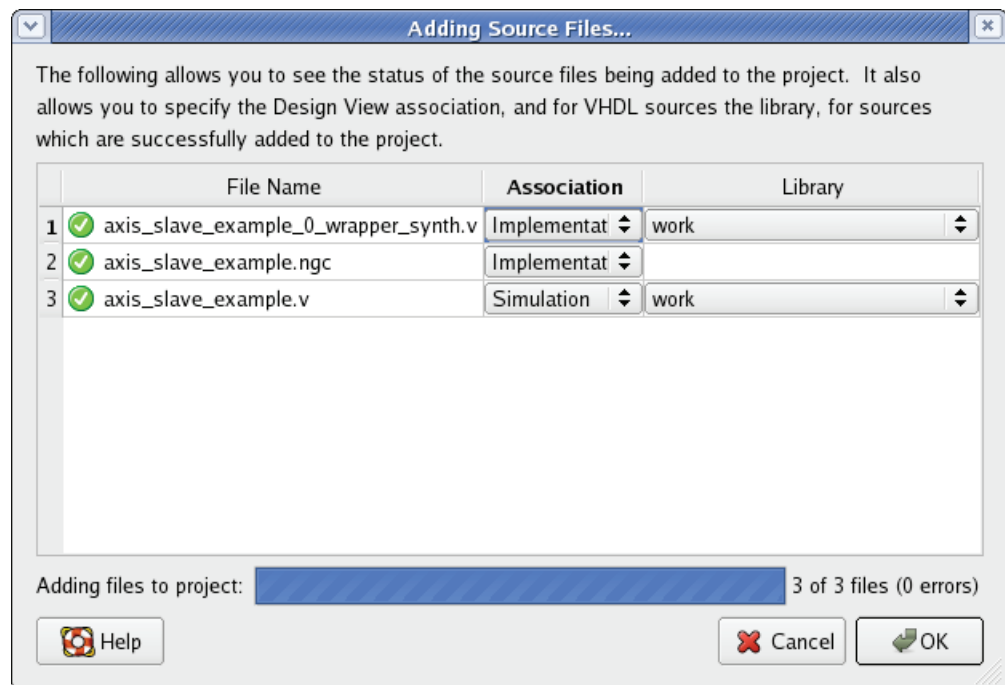 Adding Source Files...
The following allows you to see the status of the source files being added to the project.  It also
allows you to specify the Design View association, and for VHDL sources the library, for sources
which are successfully added to the project.
File Name Association Library
1 axis_slave_example_0_wrapper_synth.v Implementat work
2 axis_slave_example.ngc Implementat
3 axis_slave_example.v Simulation work
Adding files to project: 3 of 3 files (0 errors)
Help Cancel OK